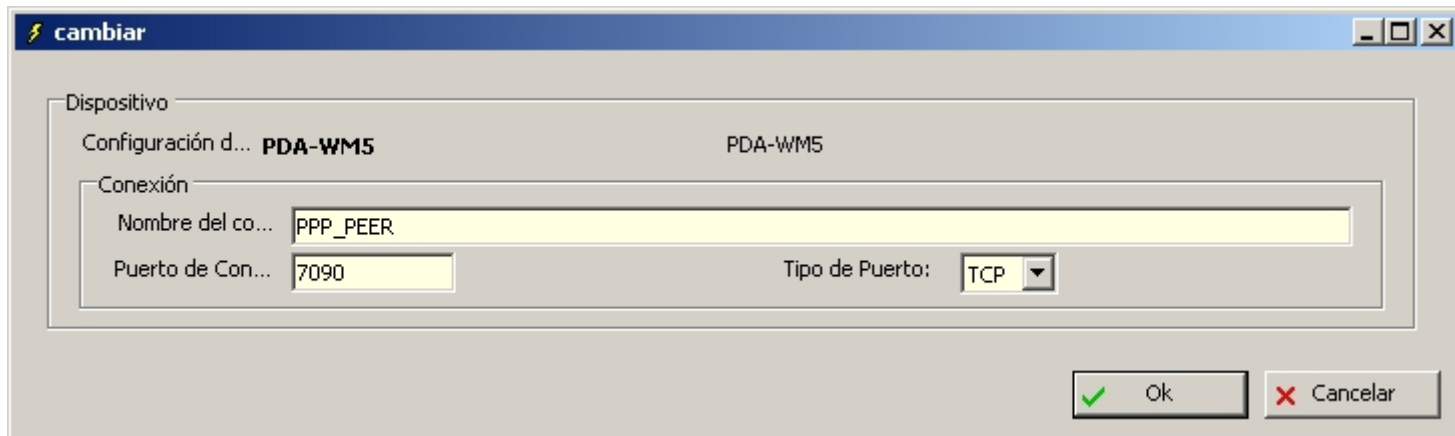 cambiar
Dispositivo
Configuración d... PDA-WM5 PDA-WM5
Conexión
Nombre del co... PPP_PEER
Puerto de Con... 7090 Tipo de Puerto: TCP
Ok Cancelar